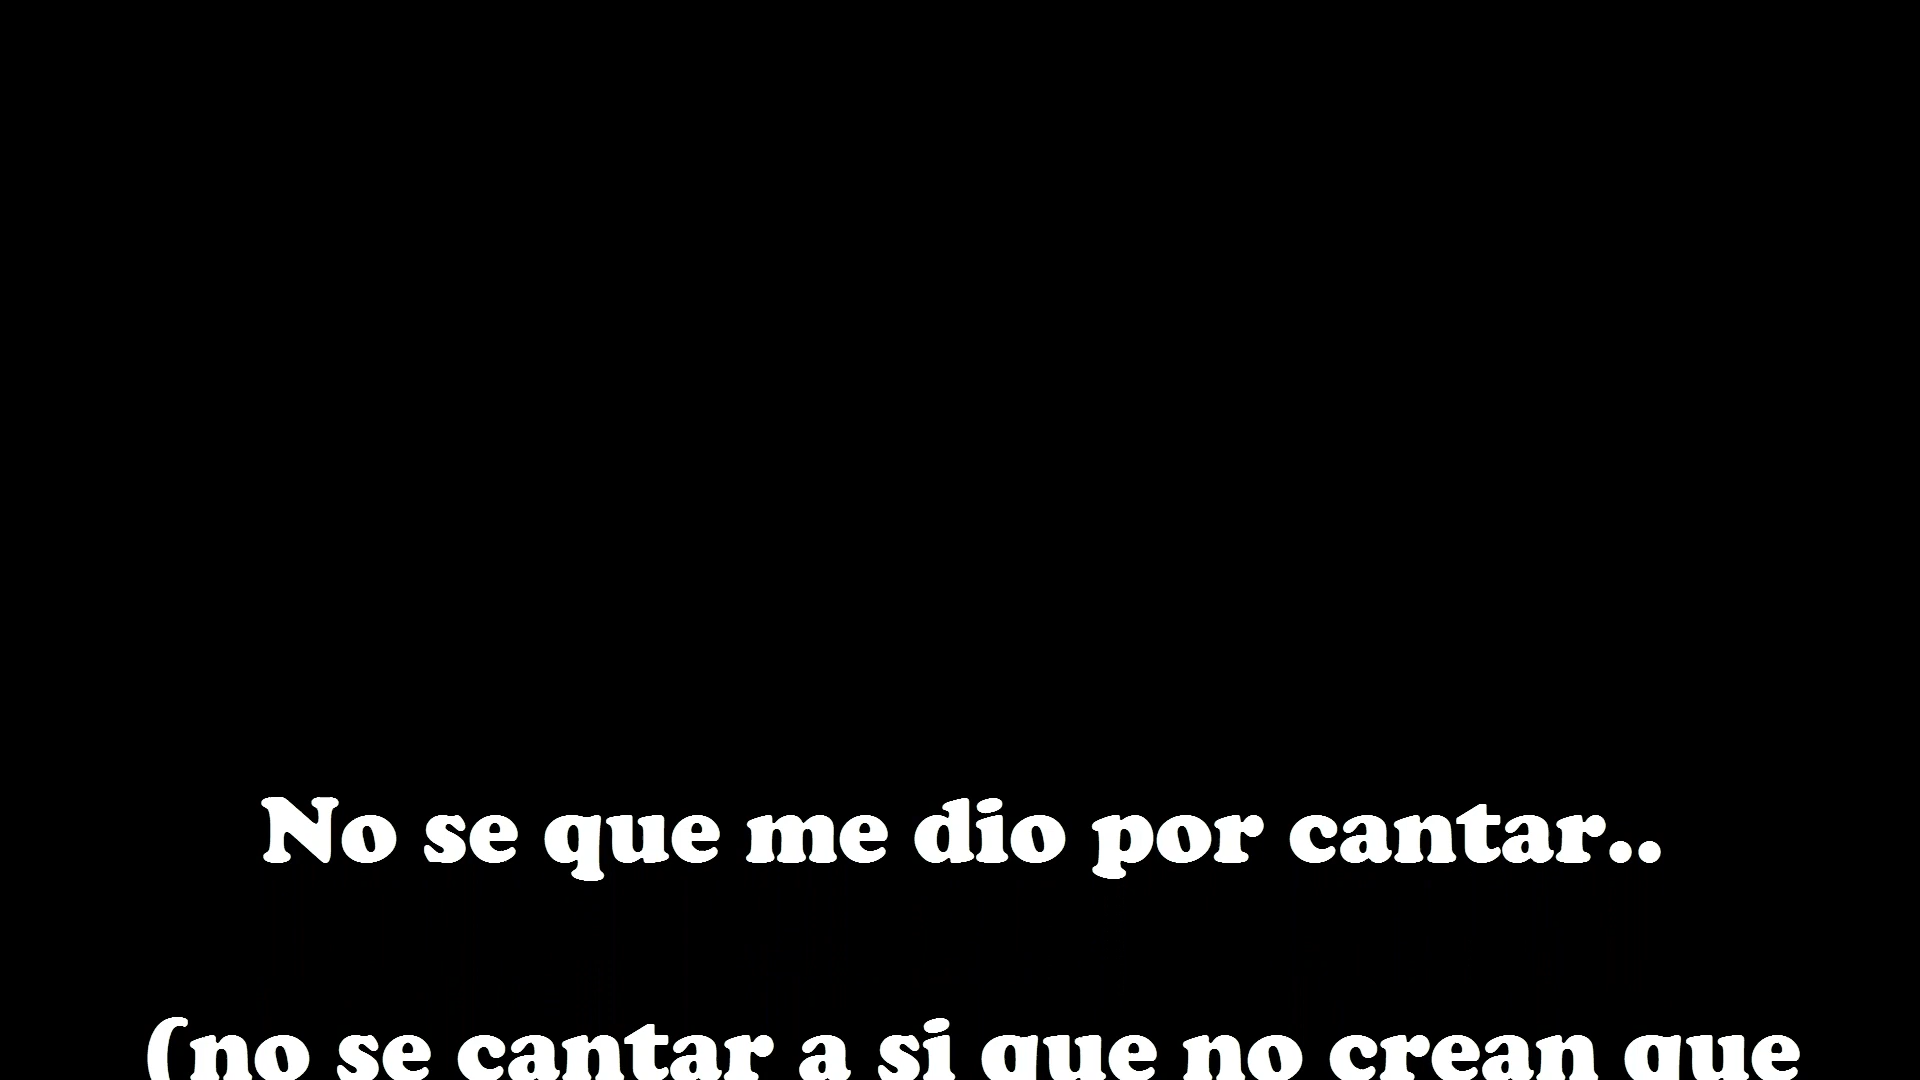 No se que me dio por cantar..
(no se cantar a si que no crean que